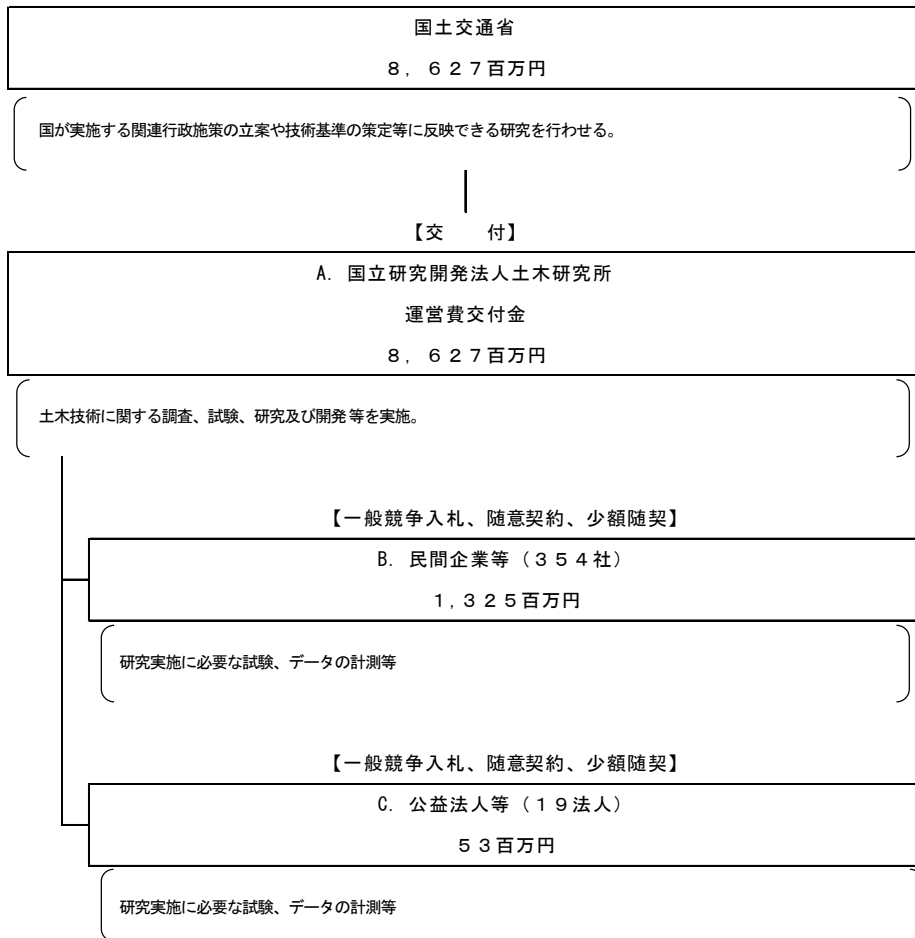 国土交通省
８，６２７百万円
国が実施する関連行政施策の立案や技術基準の策定等に反映できる研究を行わせる。
【交　　付】
A. 国立研究開発法人土木研究所
運営費交付金
８，６２７百万円
土木技術に関する調査、試験、研究及び開発等を実施。
【一般競争入札、随意契約、少額随契】
B. 民間企業等（３５４社）
１,３２５百万円
研究実施に必要な試験、データの計測等
【一般競争入札、随意契約、少額随契】
C. 公益法人等（１９法人）
５３百万円
研究実施に必要な試験、データの計測等